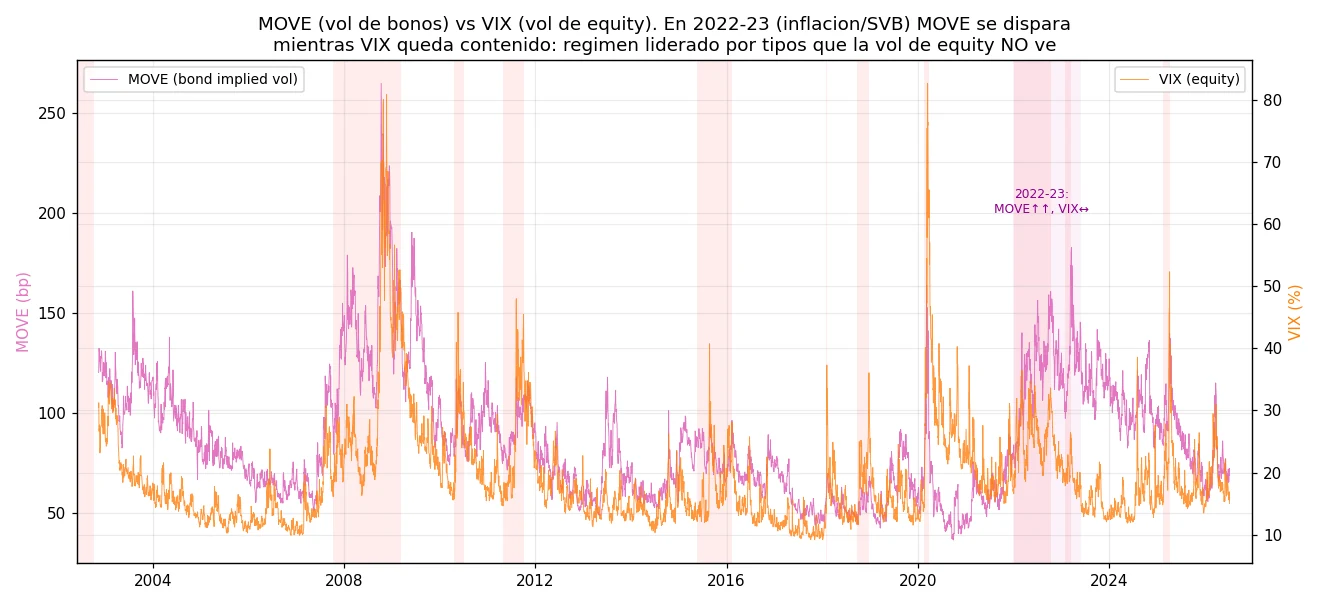 MOVE (vol de bonos) vs VIX (vol de equity). En 2022-23 (inflacion/SVB) MOVE se dispara
mientras VIX queda contenido: regimen liderado por tipos que la vol de equity NO ve
MOVE (bond implied vol)
VIX (equity)
250
200
150
100
50
MOVE (bp)
2022-23:
MOVE↑↑, VIX↔
80
70
60
50
40
30
20
10
VIX (%)
2004
2008
2012
2016
2020
2024